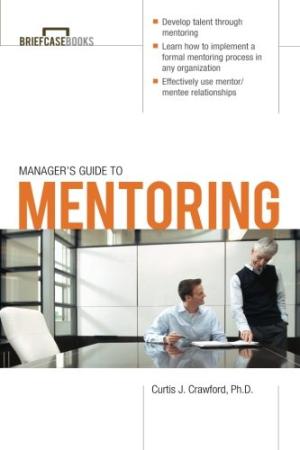 BRIEFCASEBOOKS
Develop talent through
mentoring
Learn how to implement a
formal mentoring process in
any organization
Effectively use mentor/
mentee relationships
MANAGER'S GUIDE TO
MENTORING
Curtis J. Crawford, Ph.D.